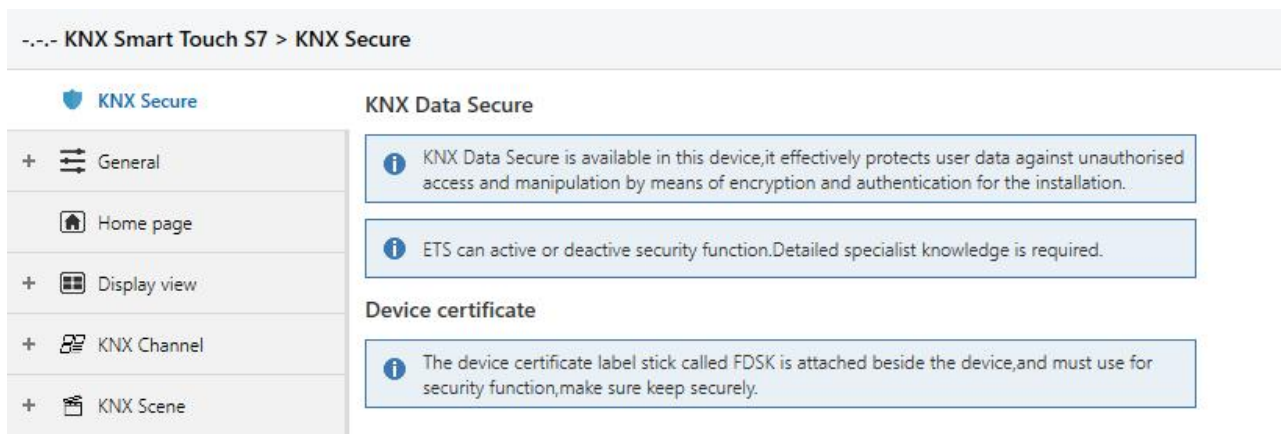 -.-.- KNX Smart Touch S7 > KNX Secure
KNX Secure
+ General
Home page
+ Display view
+ KNX Channel
+ KNX Scene
KNX Data Secure
KNX Data Secure is available in this device,it effectively protects user data against unauthorised
access and manipulation by means of encryption and authentication for the installation.
ETS can active or deactive security function.Detailed specialist knowledge is required.
Device certificate
The device certificate label stick called FDSK is attached beside the device,and must use for
security function,make sure keep securely.